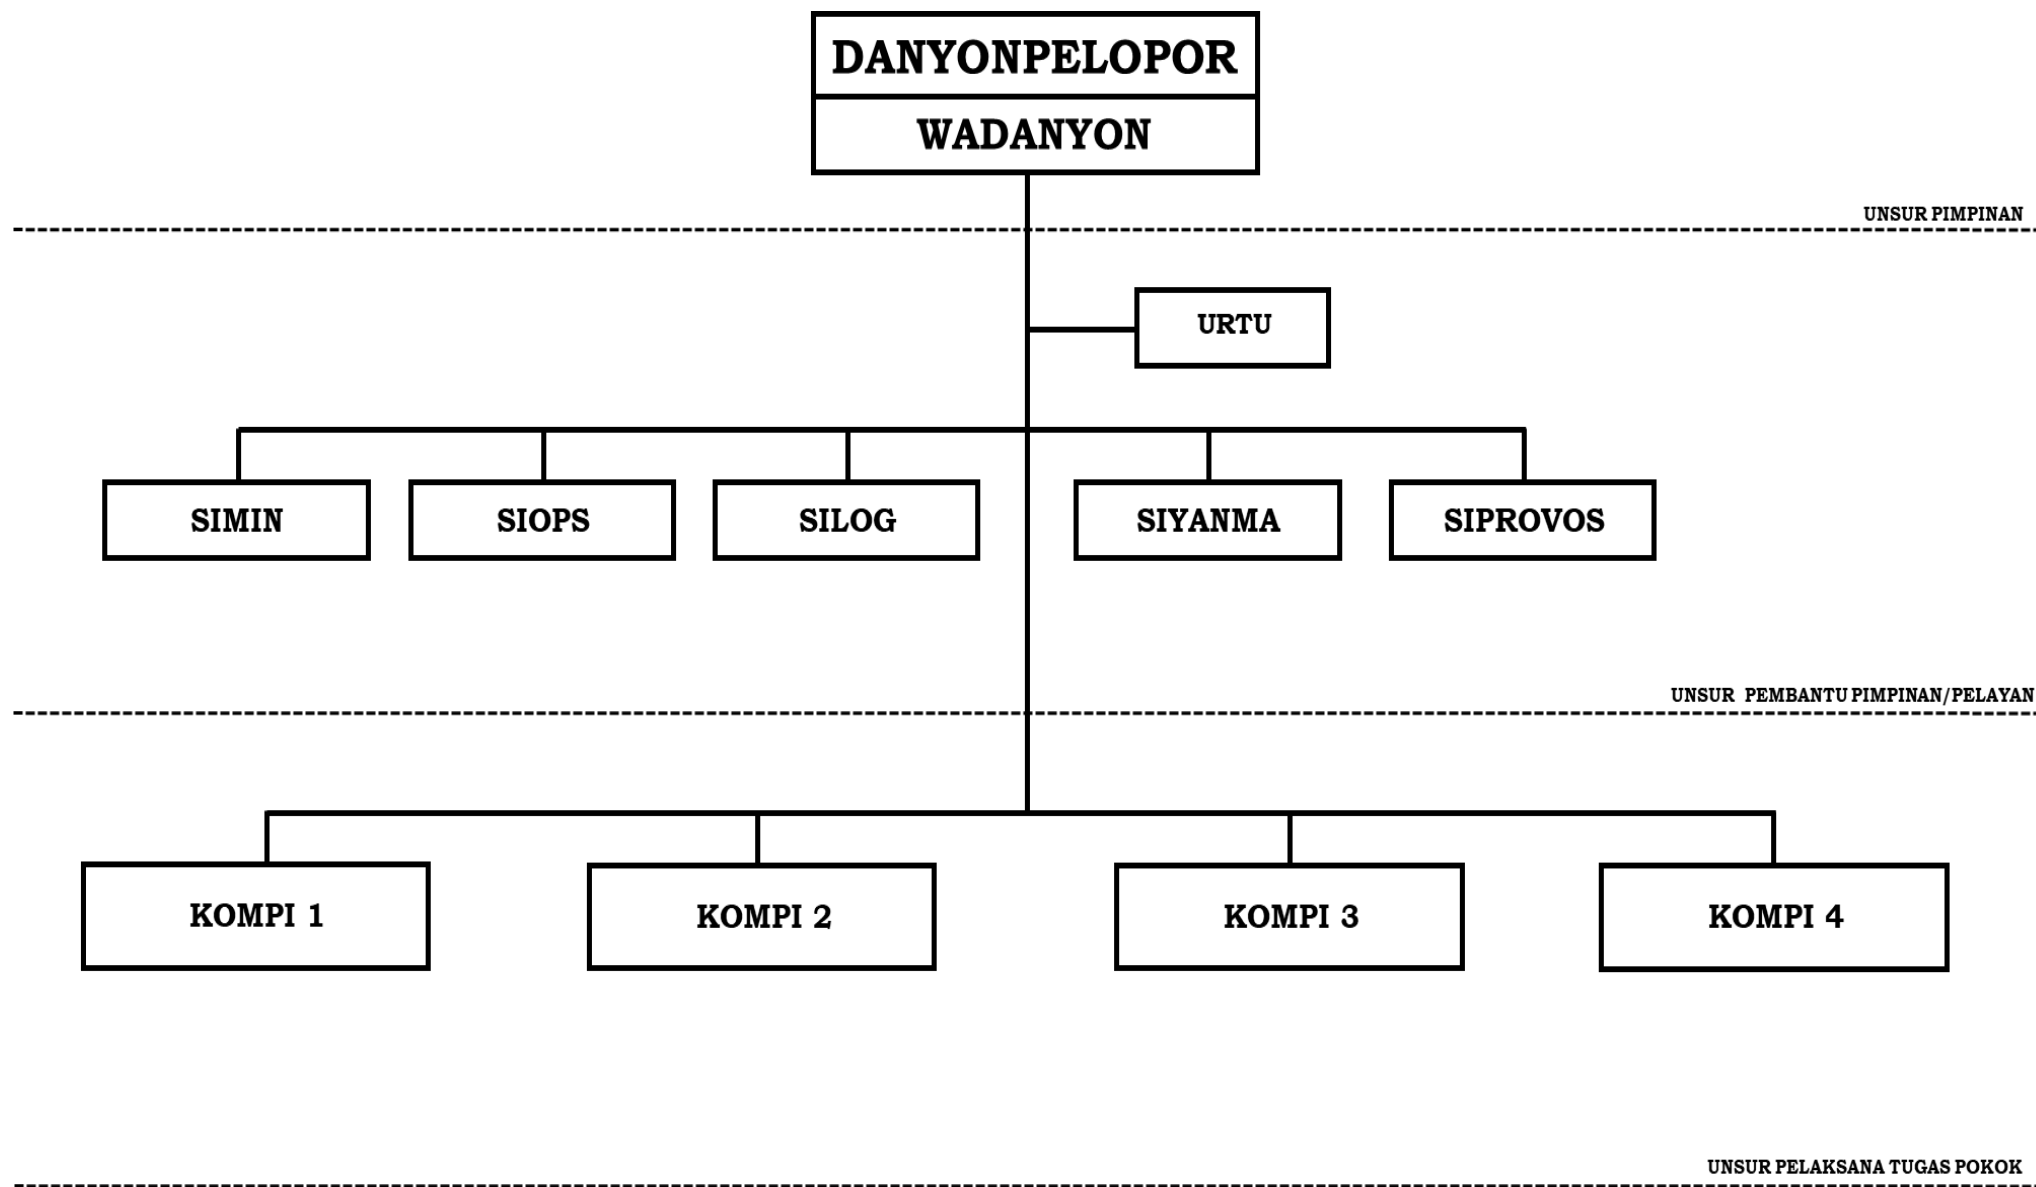 DANYONPELOPOR
WADANYON
UNSUR PIMPINAN
URTU
SIMIN
SIOPS
SILOG
SIYANMA
SIPROVOS
UNSUR PEMBANTU PIMPINAN/PELAYAN
KOMPI 1
KOMPI 2
KOMPI 3
KOMPI 4
UNSUR PELAKSANA TUGAS POKOK